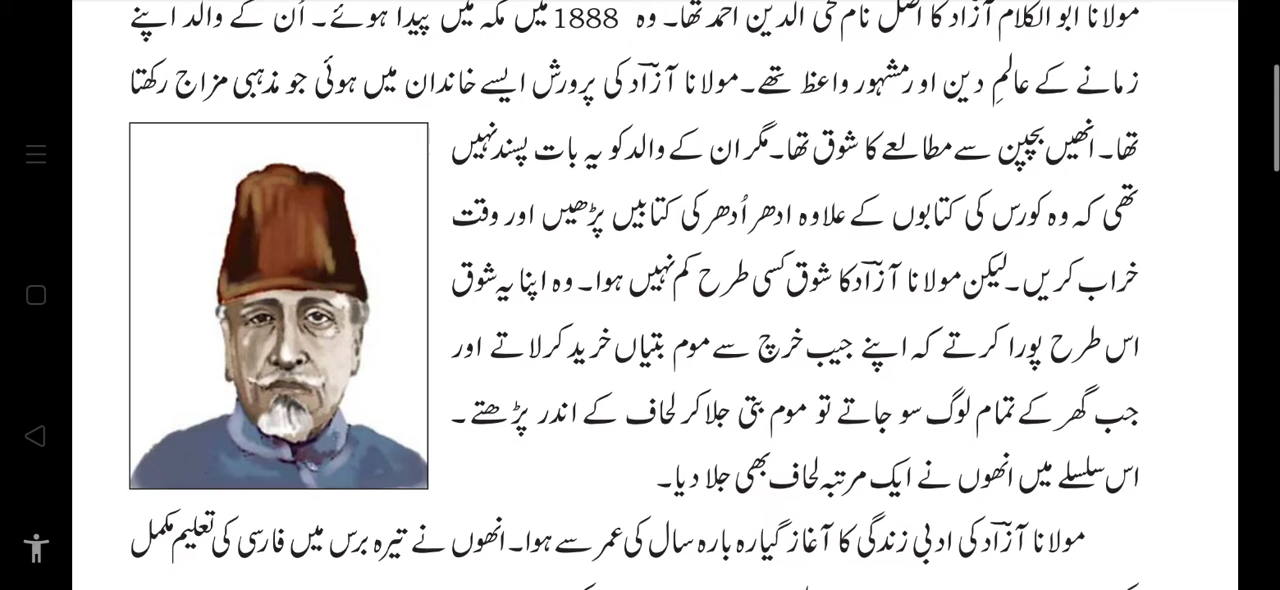 مولانا ابو الکلام آزاد کا اصل نام محی الدین احمد تھا۔ وہ 1888 میں مکہ میں پیدا ہوئے۔ اُن کے والد اپنے
زمانے کے عالمِ دین اور مشہور واعظ تھے۔ مولانا آزاد کی پرورش ایسے خاندان میں ہوئی جو مذہبی مزاج رکھتا
تھا۔ انھیں بچپن سے مطالعے کا شوق تھا۔ مگر ان کے والد کو یہ بات پسند نہیں
تھی کہ وہ کورس کی کتابوں کے علاوہ ادھر اُدھر کی کتابیں پڑھیں اور وقت
خراب کریں۔ لیکن مولانا آزاد کا شوق کسی طرح کم نہیں ہوا۔ وہ اپنا یہ شوق
اس طرح پورا کرتے کہ اپنے جیب خرچ سے موم بتیاں خرید کر لاتے اور
جب گھر کے تمام لوگ سو جاتے تو موم بتی جلا کر لحاف کے اندر پڑھتے۔
اس سلسلے میں انھوں نے ایک مرتبہ لحاف بھی جلا دیا۔
مولانا آزاد کی ادبی زندگی کا آغاز گیارہ بارہ سال کی عمر سے ہوا۔ انھوں نے تیرہ برس میں فارسی کی تعلیم مکمل